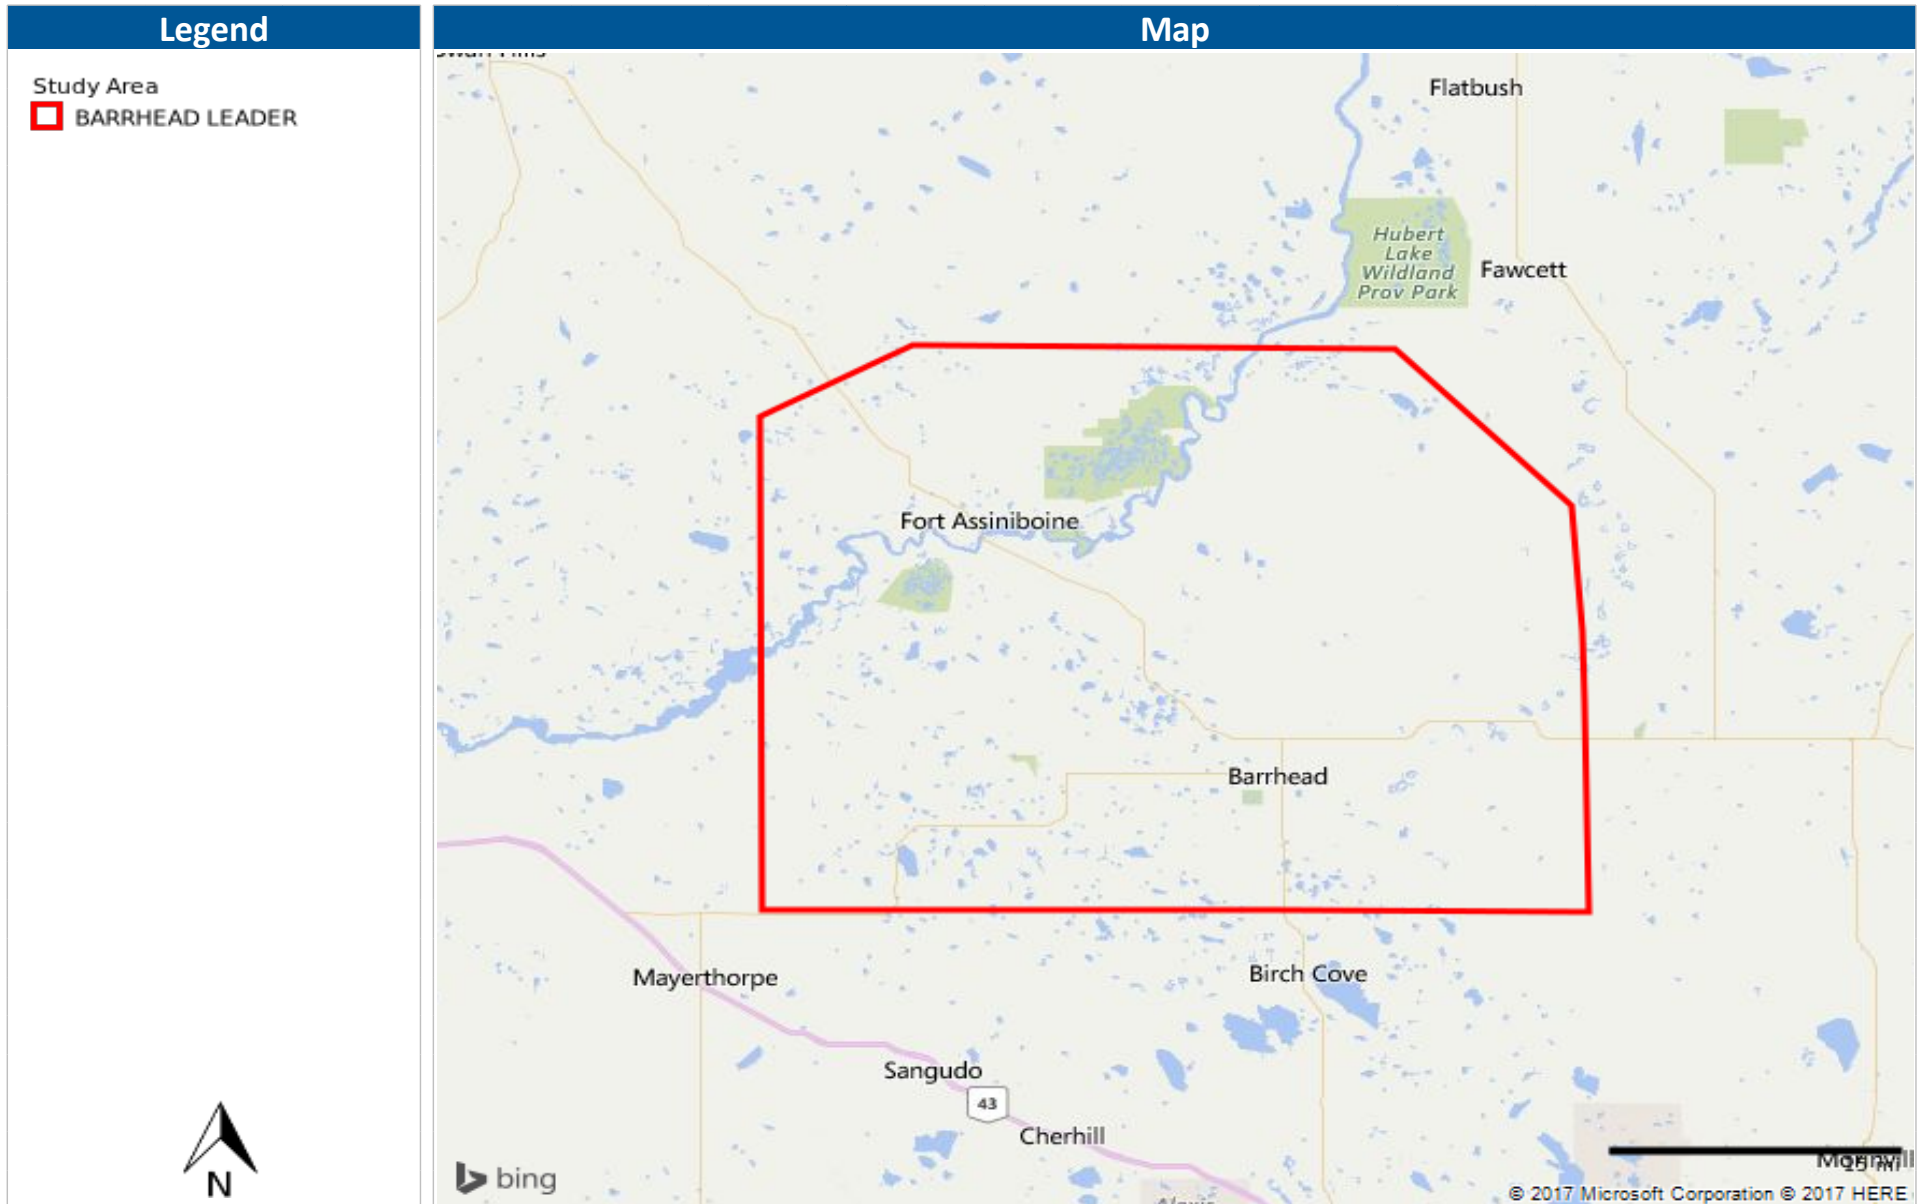 Legend
Map
Study Area
BARRHEAD LEADER
Flatbush
Hubert
Lake
Wildland
Prov Park
Fawcett
Fort Assiniboine
Barrhead
Mayerthorpe
Birch Cove
Sangudo
43
Cherhill
N
bing
© 2017 Microsoft Corporation © 2017 HERE